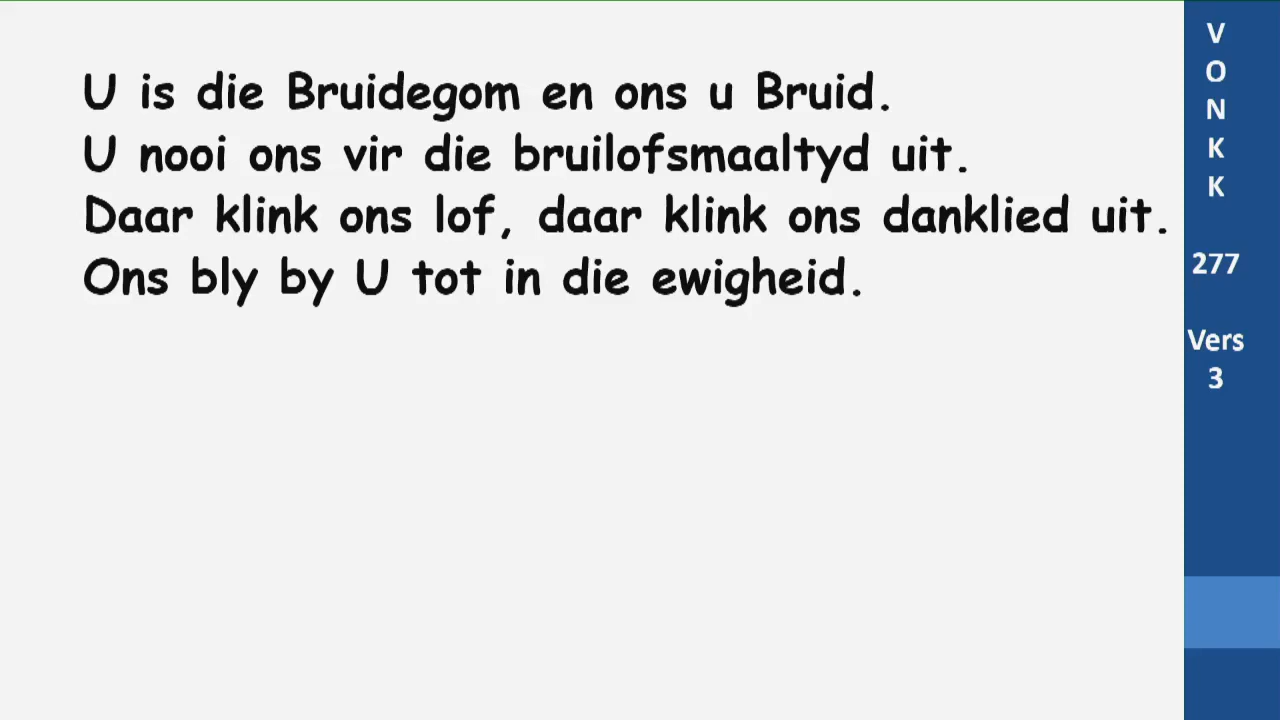 U is die Bruidegom en ons u Bruid.
U nooi ons vir die bruilofsmaaltyd uit.
Daar klink ons lof, daar klink ons danklied uit.
Ons bly by U tot in die ewigheid.
V
O
N
K
K
277
Vers
3